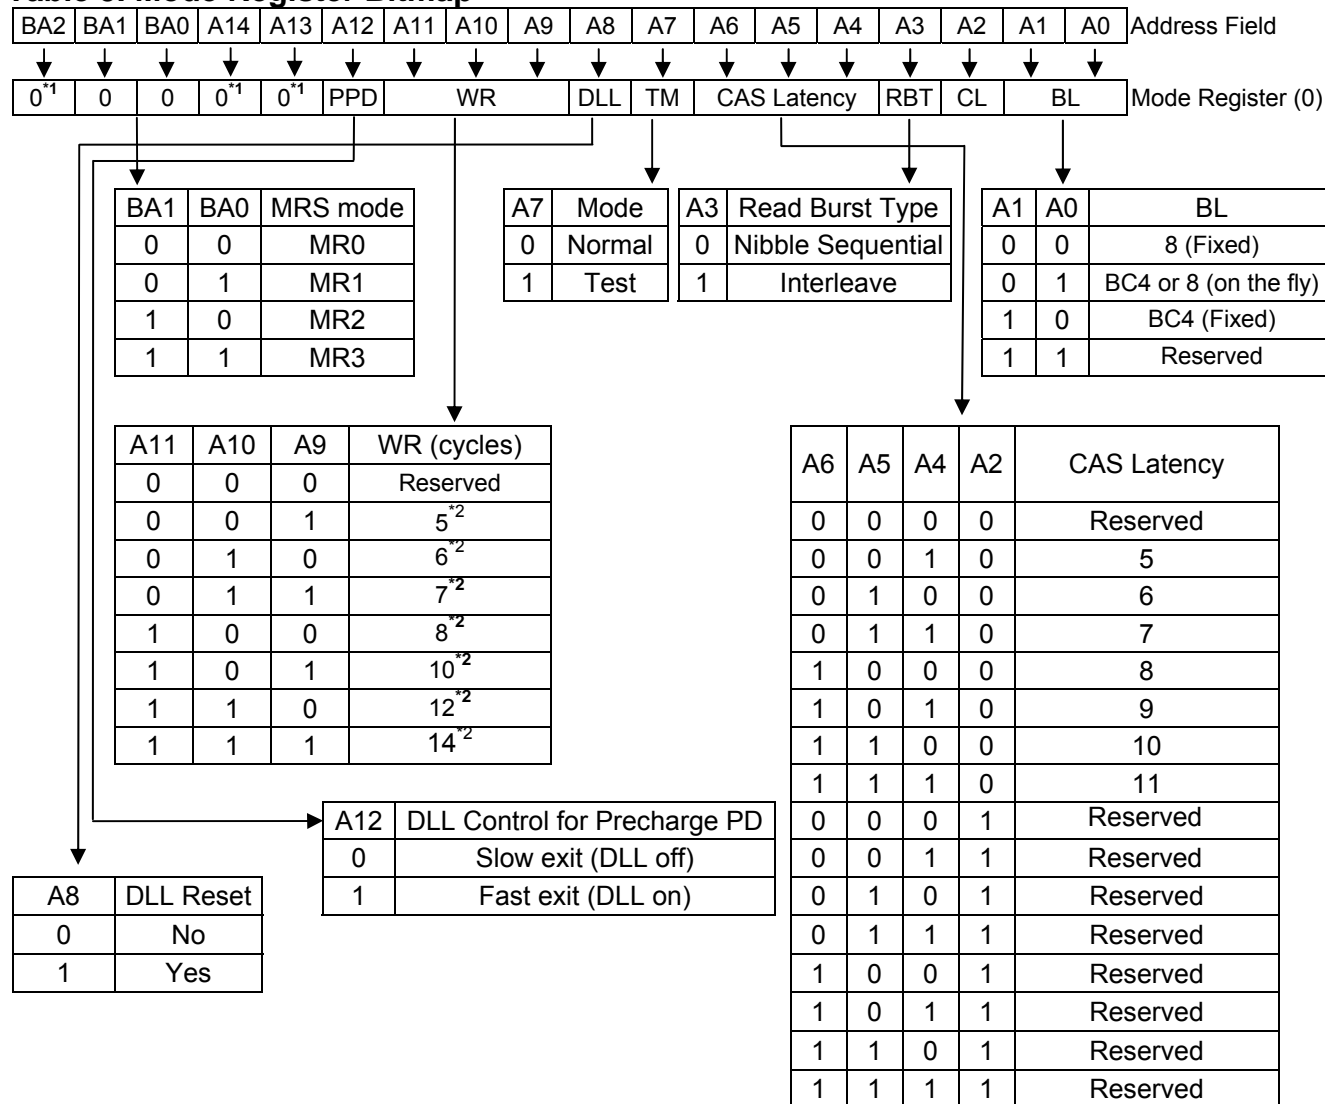 Table 5. Mode Register Bitmap
BA2 BA1 BA0 A14 A13 A12 A11 A10 A9 A8 A7 A6 A5 A4 A3 A2 A1 A0 Address Field
0*1 0 0 0*1 0*1 PPD WR DLL TM CAS Latency RBT CL BL Mode Register (0)
BA1 BA0 MRS mode
0 0 MR0
0 1 MR1
1 0 MR2
1 1 MR3
A7 Mode
0 Normal
1 Test
A3 Read Burst Type
0 Nibble Sequential
1 Interleave
A1 A0 BL
0 0 8 (Fixed)
0 1 BC4 or 8 (on the fly)
1 0 BC4 (Fixed)
1 1 Reserved
A11 A10 A9 WR (cycles)
0 0 0 Reserved
0 0 1 5*2
0 1 0 6*2
0 1 1 7*2
1 0 0 8*2
1 0 1 10*2
1 1 0 12*2
1 1 1 14*2
A6 A5 A4 A2 CAS Latency
0 0 0 0 Reserved
0 0 1 0 5
0 1 0 0 6
0 1 1 0 7
1 0 0 0 8
1 0 1 0 9
1 1 0 0 10
1 1 1 0 11
0 0 0 1 Reserved
0 0 1 1 Reserved
0 1 0 1 Reserved
0 1 1 1 Reserved
1 0 0 1 Reserved
1 0 1 1 Reserved
1 1 0 1 Reserved
1 1 1 1 Reserved
A12 DLL Control for Precharge PD
0 Slow exit (DLL off)
1 Fast exit (DLL on)
A8 DLL Reset
0 No
1 Yes